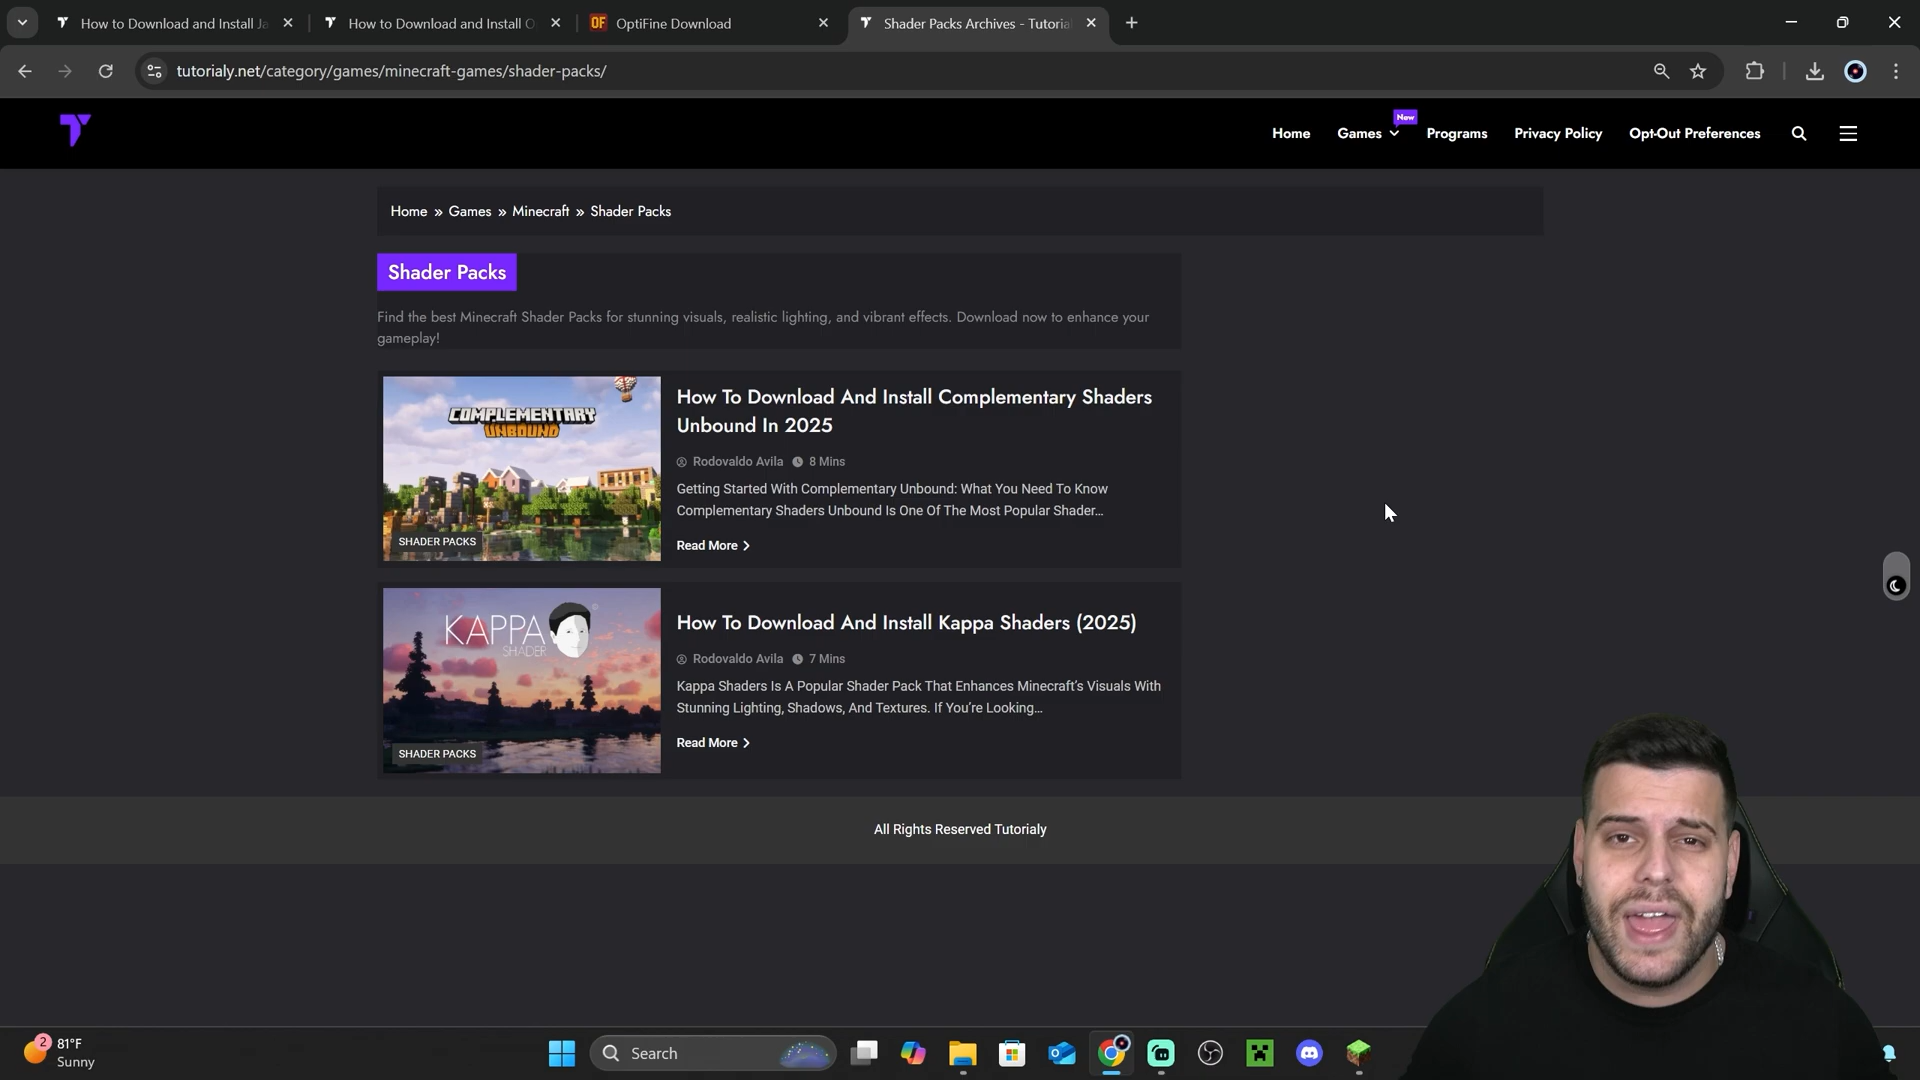 How to Download and Install Ja
How to Download and Install O
OF OptiFine Download
Shader Packs Archives - Tutoria
tutorialy.net/category/games/minecraft-games/shader-packs/
New
Home Games Programs Privacy Policy Opt-Out Preferences
Home » Games » Minecraft » Shader Packs
Shader Packs
Find the best Minecraft Shader Packs for stunning visuals, realistic lighting, and vibrant effects. Download now to enhance your
gameplay!
COMPLEMENTARY
UNBOUND
SHADER PACKS
How To Download And Install Complementary Shaders
Unbound In 2025
Rodovaldo Avila 8 Mins
Getting Started With Complementary Unbound: What You Need To Know
Complementary Shaders Unbound Is One Of The Most Popular Shader…
Read More
KAPPA
SHADER
SHADER PACKS
How To Download And Install Kappa Shaders (2025)
Rodovaldo Avila 7 Mins
Kappa Shaders Is A Popular Shader Pack That Enhances Minecraft’s Visuals With
Stunning Lighting, Shadows, And Textures. If You’re Looking…
Read More
All Rights Reserved Tutorialy
2
81°F
Sunny
Search